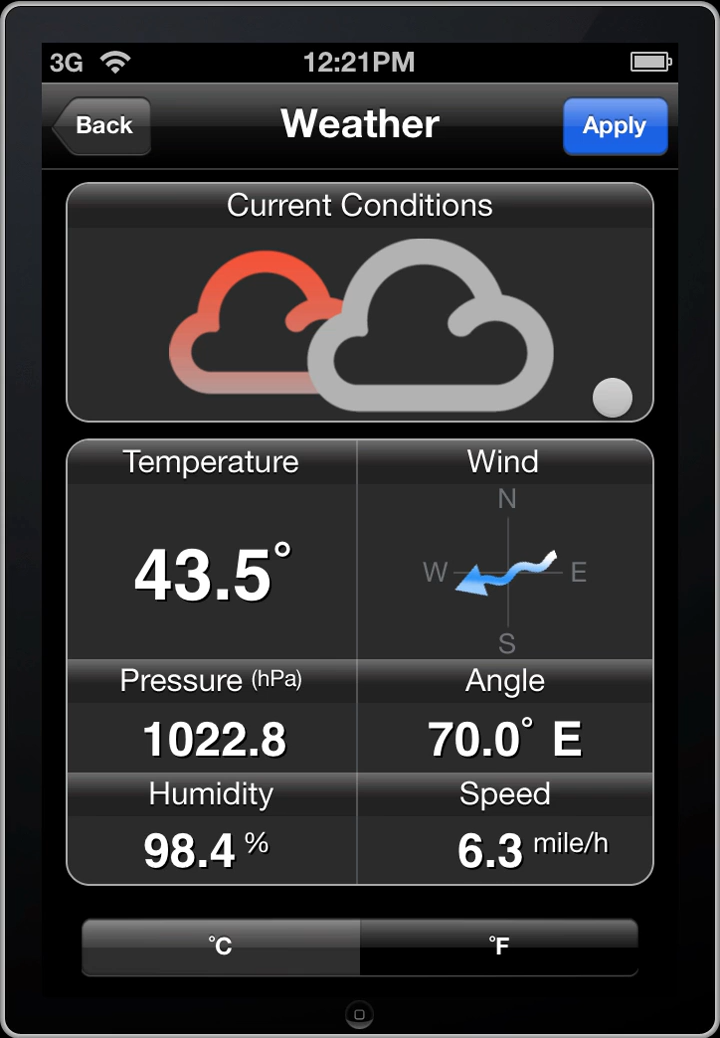 3G 12:21PM
Back Weather Apply
Current Conditions
Temperature Wind
N
43.5° W E
S
Pressure (hPa) Angle
1022.8 70.0° E
Humidity Speed
98.4 % 6.3 mile/h
°C °F